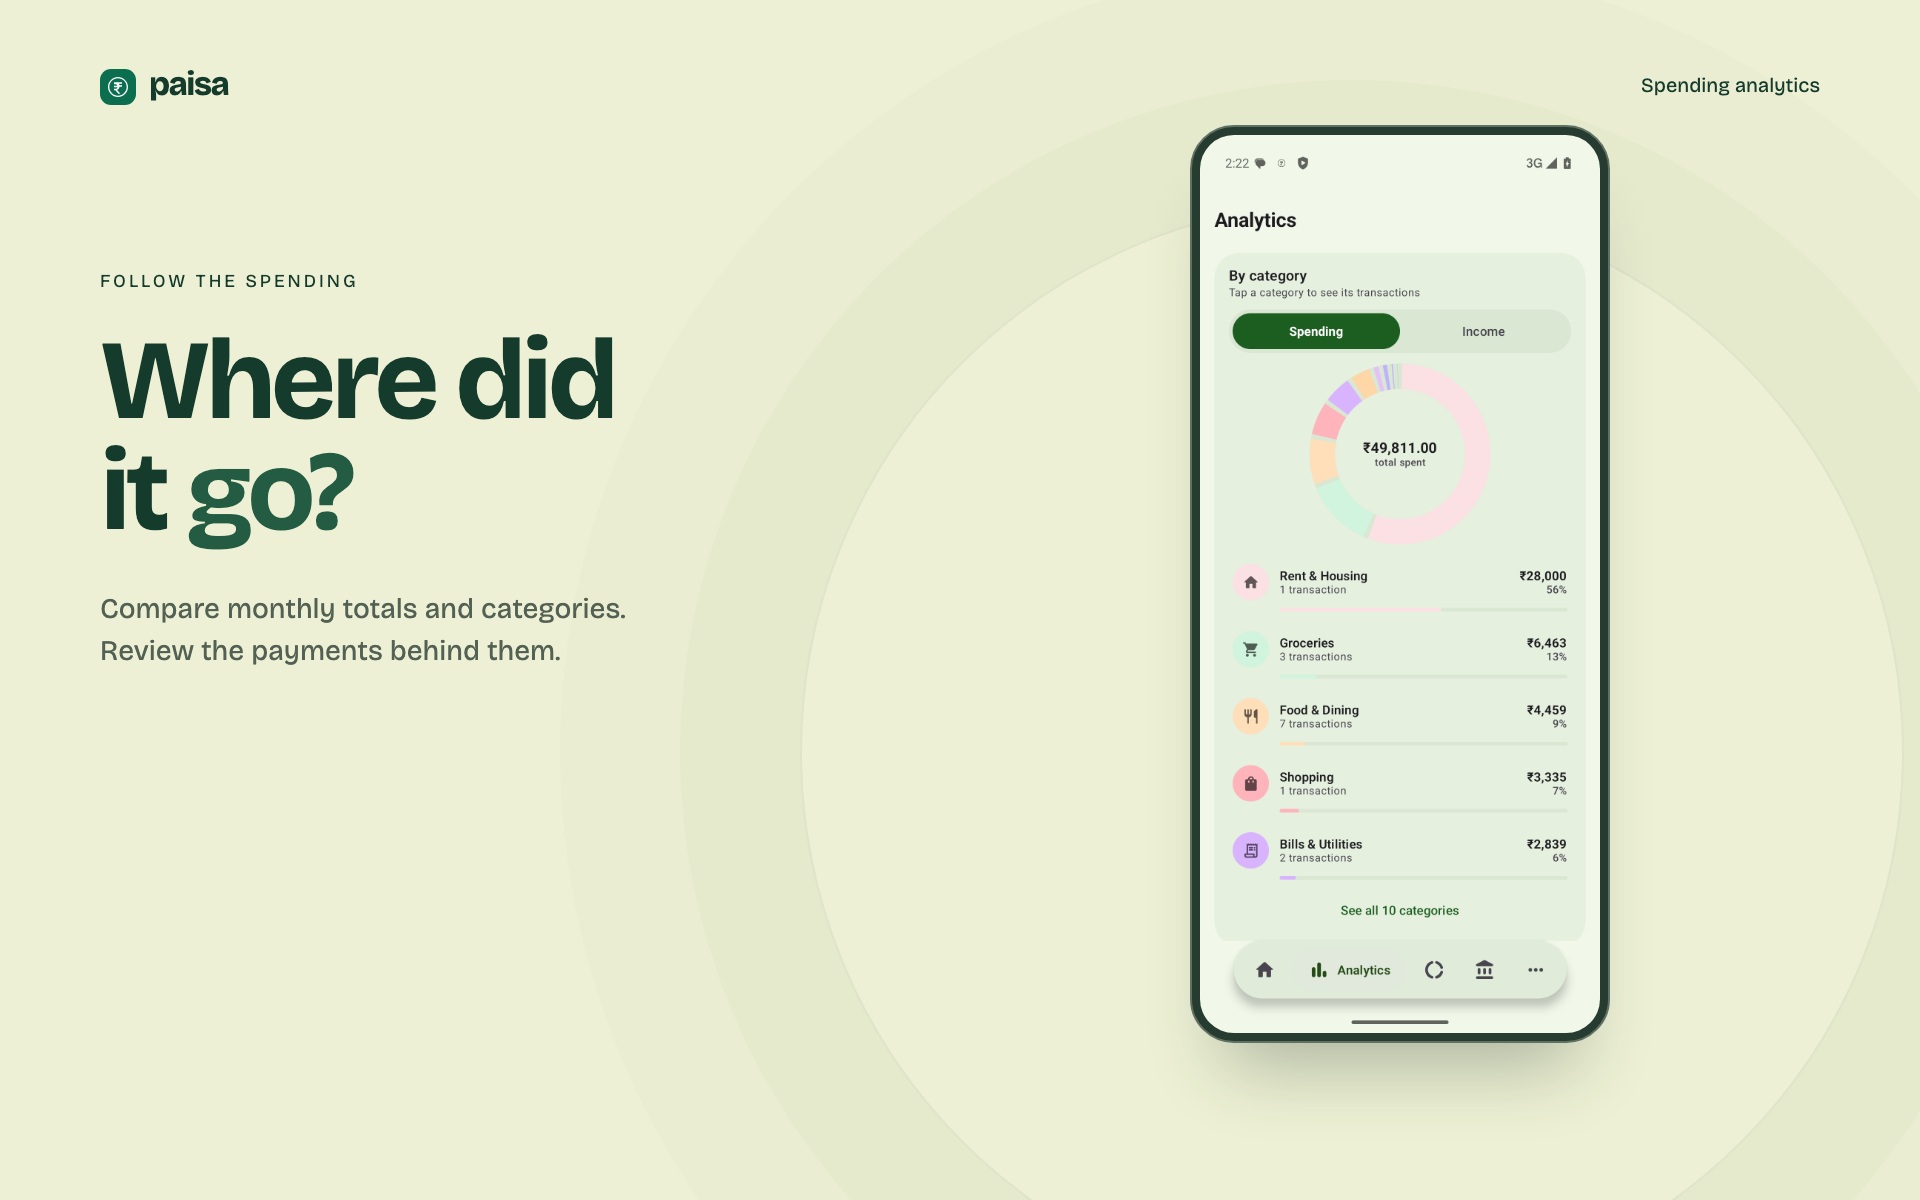 paisa
Spending analytics
FOLLOW THE SPENDING
Where did
it go?
Compare monthly totals and categories.
Review the payments behind them.
2:22
3G
Analytics
By category
Tap a category to see its transactions
Spending
Income
₹49,811.00
total spent
Rent & Housing
₹28,000
1 transaction
56%
Groceries
₹6,463
3 transactions
13%
Food & Dining
₹4,459
7 transactions
9%
Shopping
₹3,335
1 transaction
7%
Bills & Utilities
₹2,839
2 transactions
6%
See all 10 categories
Analytics